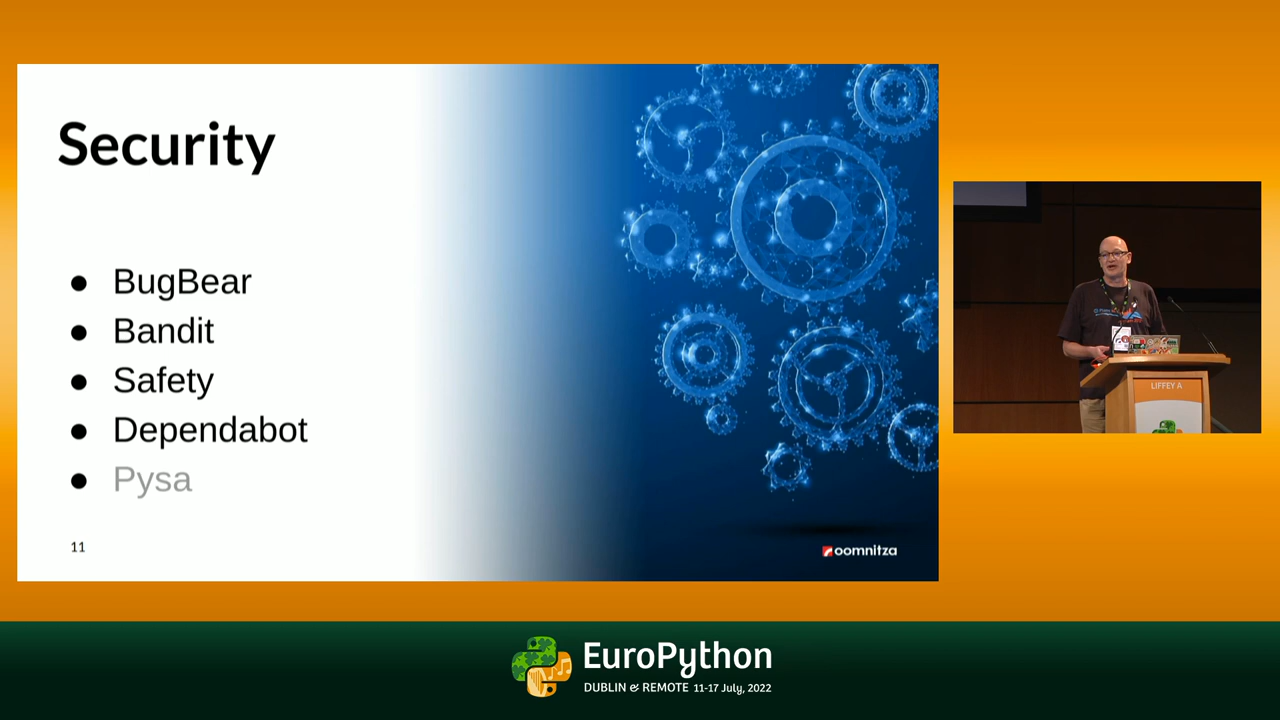 Security
BugBear
Bandit
Safety
Dependabot
Pysa
11
oomnitza
LIFFEY A
EuroPython
DUBLIN & REMOTE 11-17 July, 2022